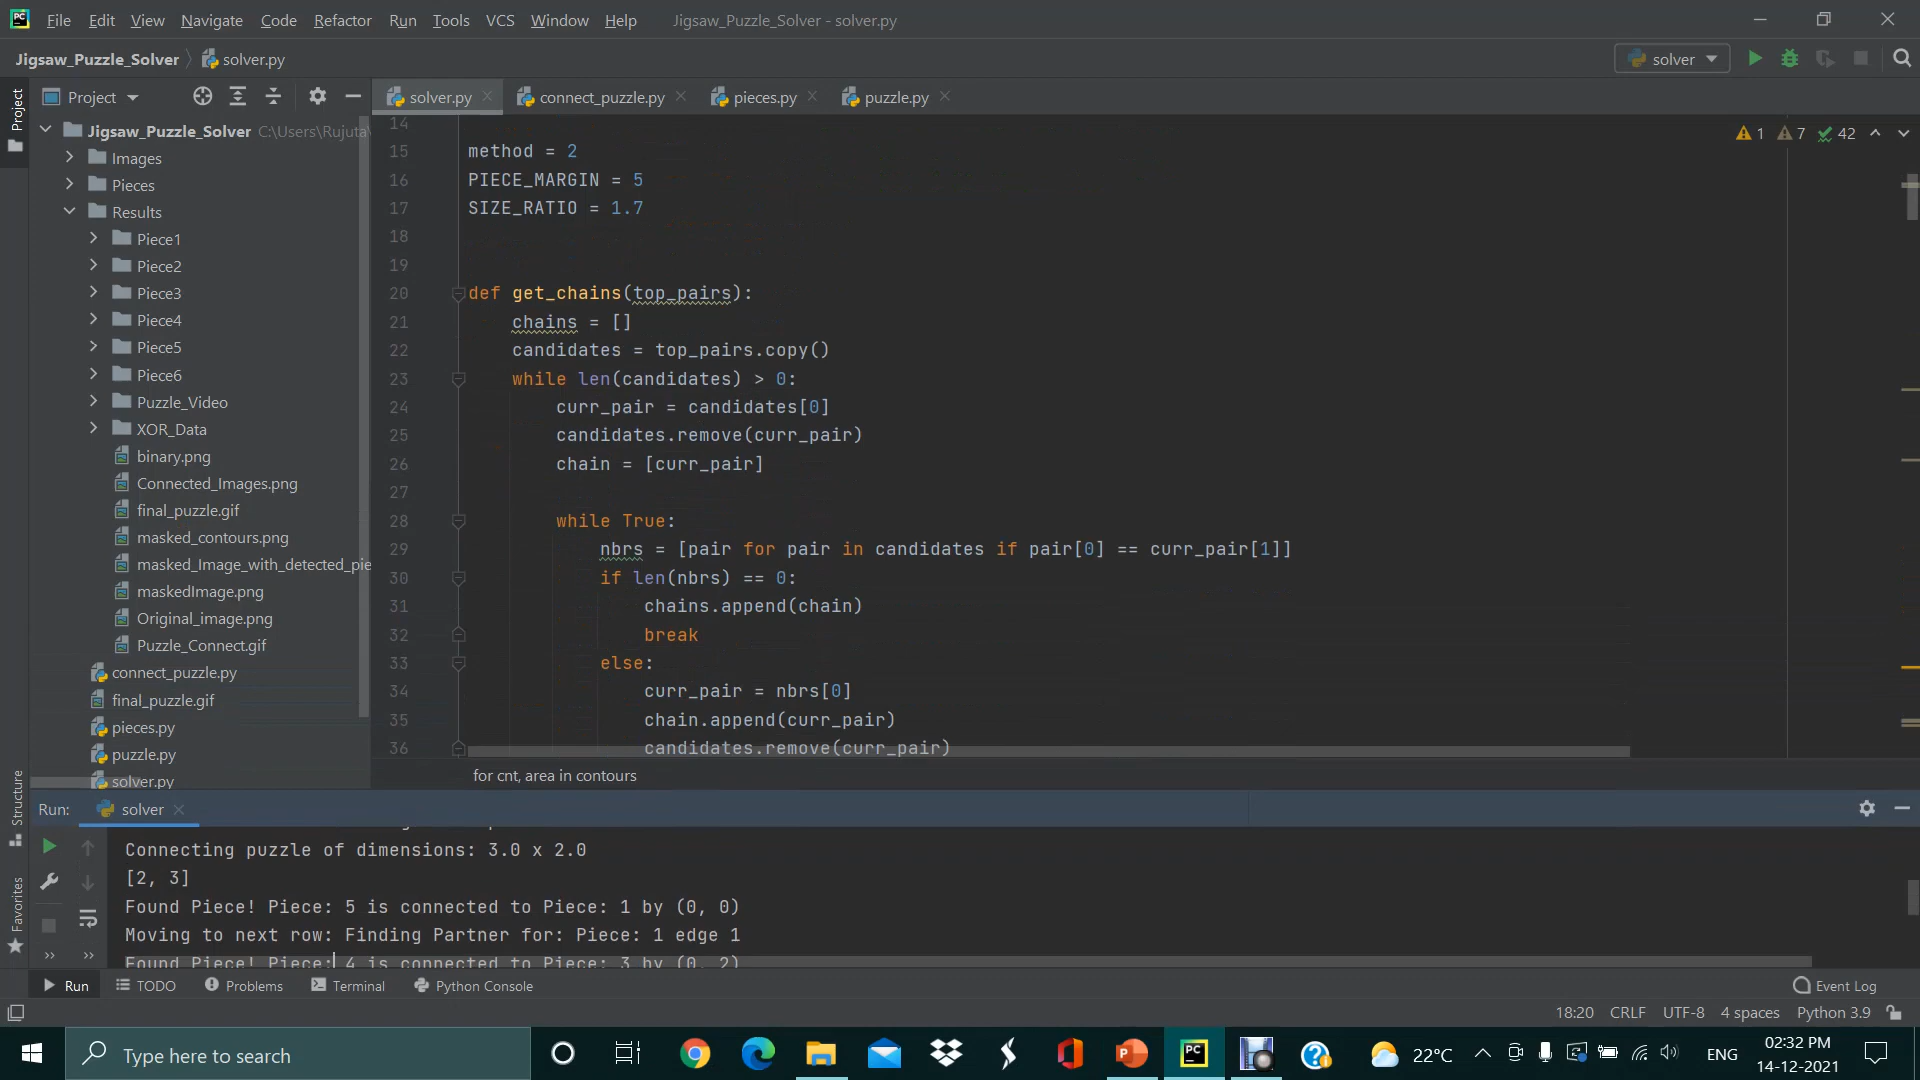 File Edit View Navigate Code Refactor Run Tools VCS Window Help Jigsaw_Puzzle_Solver - solver.py
Jigsaw_Puzzle_Solver solver.py solver
Project
Project
solver.py connect_puzzle.py pieces.py puzzle.py
Jigsaw_Puzzle_Solver C:\Users\Rujuta\
Images
Pieces
Results
Piece1
Piece2
Piece3
Piece4
Piece5
Piece6
Puzzle_Video
XOR_Data
binary.png
Connected_Images.png
final_puzzle.gif
masked_contours.png
masked_Image_with_detected_pie
maskedImage.png
Original_image.png
Puzzle_Connect.gif
connect_puzzle.py
final_puzzle.gif
pieces.py
puzzle.py
solver.py
1 7 42
14
15 method = 2
16 PIECE_MARGIN = 5
17 SIZE_RATIO = 1.7
18
19
20 def get_chains(top_pairs):
21 chains = []
22 candidates = top_pairs.copy()
23 while len(candidates) > 0:
24 curr_pair = candidates[0]
25 candidates.remove(curr_pair)
26 chain = [curr_pair]
27
28 while True:
29 nbrs = [pair for pair in candidates if pair[0] == curr_pair[1]]
30 if len(nbrs) == 0:
31 chains.append(chain)
32 break
33 else:
34 curr_pair = nbrs[0]
35 chain.append(curr_pair)
36 candidates.remove(curr_pair)
for cnt, area in contours
Structure
Favorites
Run: solver
Connecting puzzle of dimensions: 3.0 x 2.0
[2, 3]
Found Piece! Piece: 5 is connected to Piece: 1 by (0, 0)
Moving to next row: Finding Partner for: Piece: 1 edge 1
Found Piece! Piece: 4 is connected to Piece: 3 by (0, 2)
Run TODO Problems Terminal Python Console Event Log
18:20 CRLF UTF-8 4 spaces Python 3.9
Type here to search
22°C ENG
02:32 PM
14-12-2021